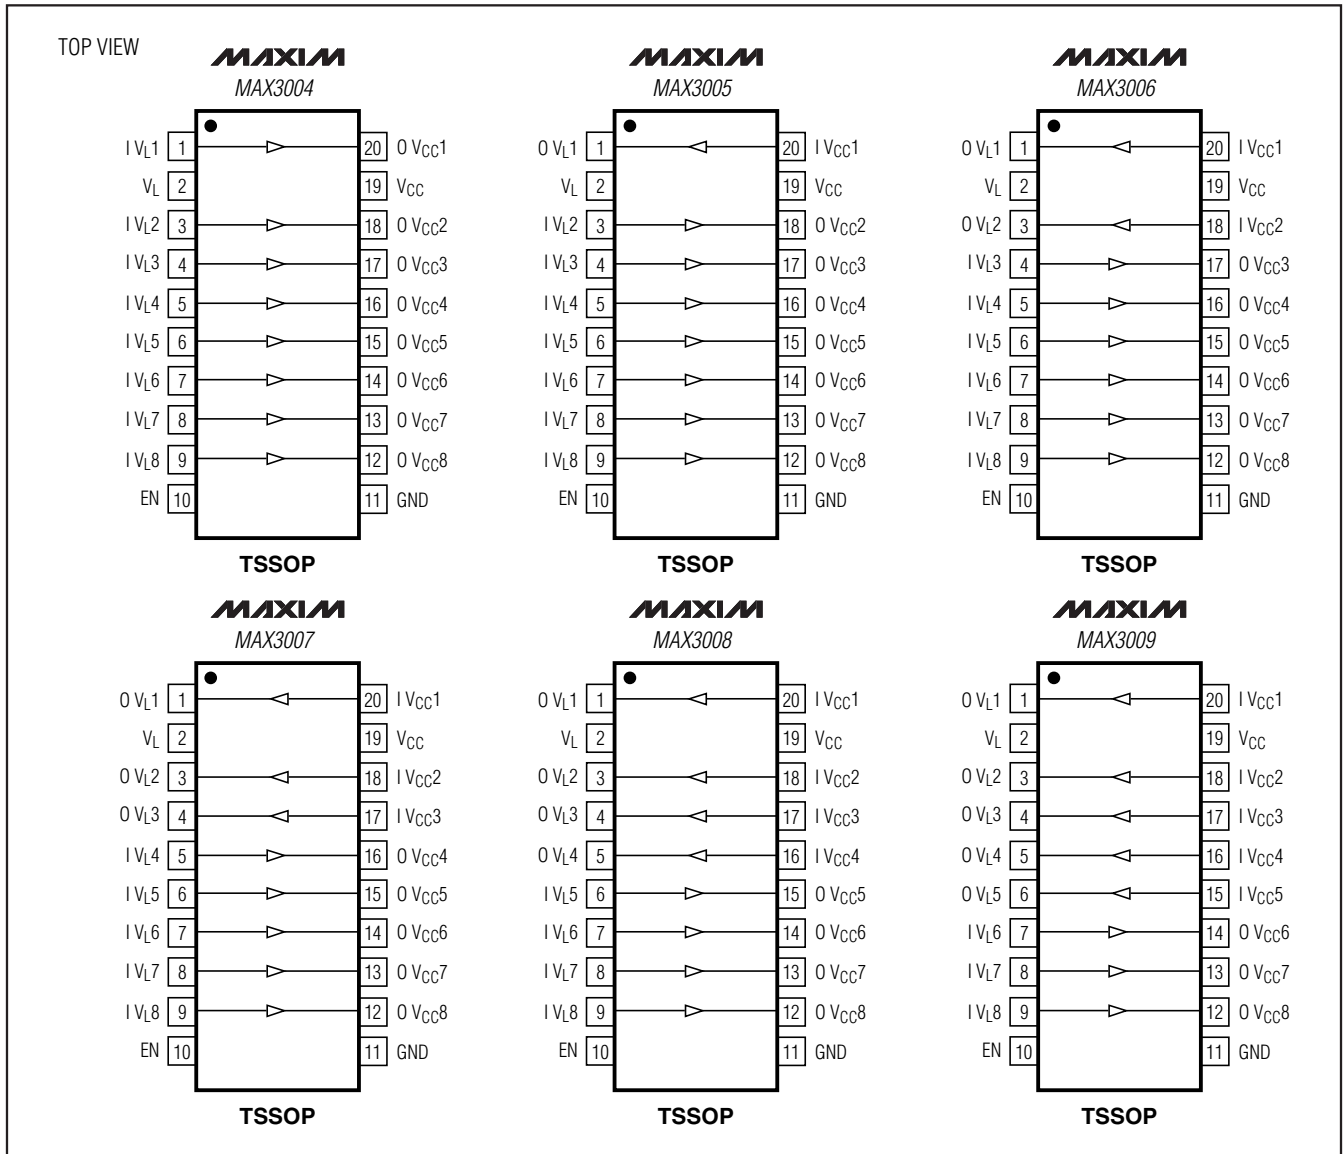 TOP VIEW
MAXIM MAXIM MAXIM
MAX3004 MAX3005 MAX3006
I VL1 1 20 O VCC1 O VL1 1 20 I VCC1 O VL1 1 20 I VCC1
VL 2 19 VCC VL 2 19 VCC VL 2 19 VCC
I VL2 3 18 O VCC2 I VL2 3 18 O VCC2 O VL2 3 18 I VCC2
I VL3 4 17 O VCC3 I VL3 4 17 O VCC3 I VL3 4 17 O VCC3
I VL4 5 16 O VCC4 I VL4 5 16 O VCC4 I VL4 5 16 O VCC4
I VL5 6 15 O VCC5 I VL5 6 15 O VCC5 I VL5 6 15 O VCC5
I VL6 7 14 O VCC6 I VL6 7 14 O VCC6 I VL6 7 14 O VCC6
I VL7 8 13 O VCC7 I VL7 8 13 O VCC7 I VL7 8 13 O VCC7
I VL8 9 12 O VCC8 I VL8 9 12 O VCC8 I VL8 9 12 O VCC8
EN 10 11 GND EN 10 11 GND EN 10 11 GND
TSSOP TSSOP TSSOP
MAXIM MAXIM MAXIM
MAX3007 MAX3008 MAX3009
O VL1 1 20 I VCC1 O VL1 1 20 I VCC1 O VL1 1 20 I VCC1
VL 2 19 VCC VL 2 19 VCC VL 2 19 VCC
O VL2 3 18 I VCC2 O VL2 3 18 I VCC2 O VL2 3 18 I VCC2
O VL3 4 17 I VCC3 O VL3 4 17 I VCC3 O VL3 4 17 I VCC3
I VL4 5 16 O VCC4 O VL4 5 16 I VCC4 O VL4 5 16 I VCC4
I VL5 6 15 O VCC5 I VL5 6 15 O VCC5 O VL5 6 15 I VCC5
I VL6 7 14 O VCC6 I VL6 7 14 O VCC6 I VL6 7 14 O VCC6
I VL7 8 13 O VCC7 I VL7 8 13 O VCC7 I VL7 8 13 O VCC7
I VL8 9 12 O VCC8 I VL8 9 12 O VCC8 I VL8 9 12 O VCC8
EN 10 11 GND EN 10 11 GND EN 10 11 GND
TSSOP TSSOP TSSOP